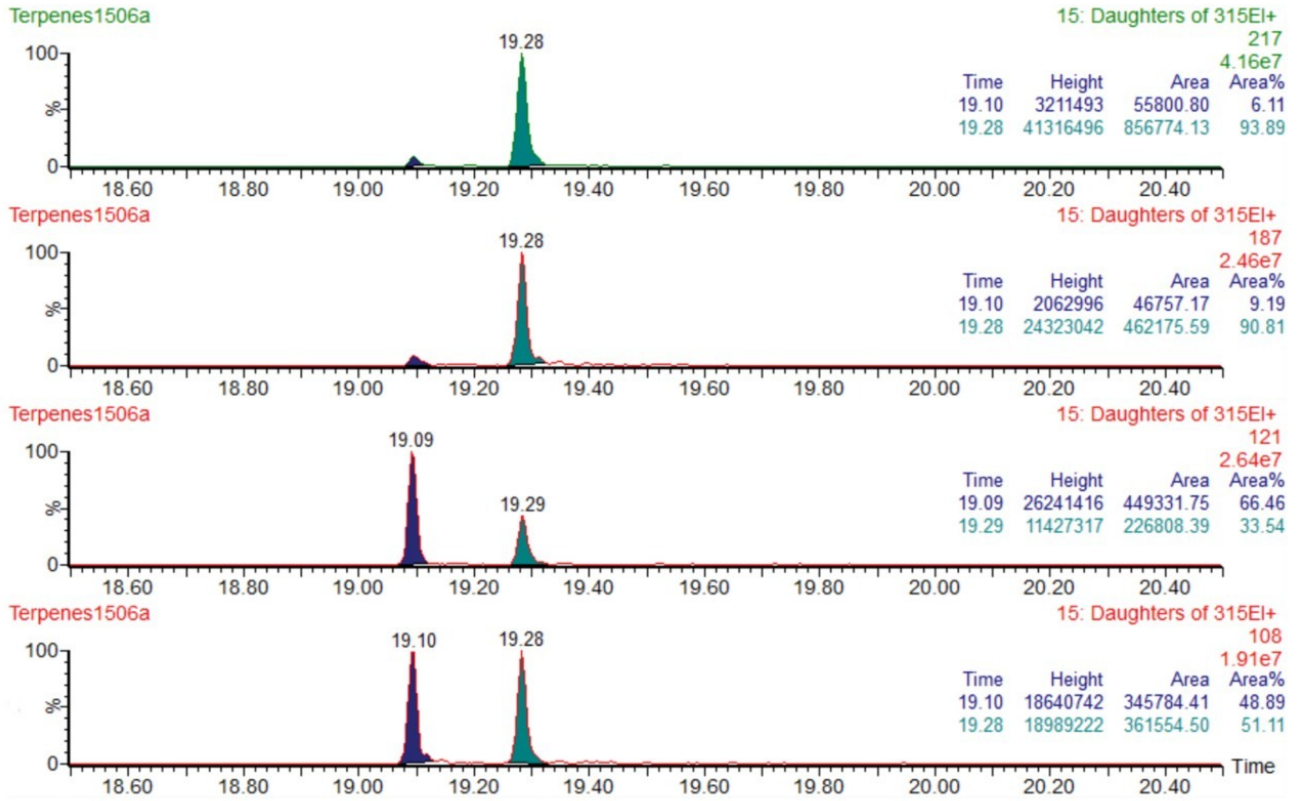 Terpenes1506a 15: Daughters of 315EI+
217
4.16e7
Time Height Area Area%
19.10 3211493 55800.80 6.11
19.28 41316496 856774.13 93.89
19.28
100
%
0
18.60 18.80 19.00 19.20 19.40 19.60 19.80 20.00 20.20 20.40
Terpenes1506a 15: Daughters of 315EI+
187
2.46e7
Time Height Area Area%
19.10 2062996 46757.17 9.19
19.28 24323042 462175.59 90.81
19.28
100
%
0
18.60 18.80 19.00 19.20 19.40 19.60 19.80 20.00 20.20 20.40
Terpenes1506a 15: Daughters of 315EI+
121
2.64e7
Time Height Area Area%
19.09 26241416 449331.75 66.46
19.29 11427317 226808.39 33.54
19.09
19.29
100
%
0
18.60 18.80 19.00 19.20 19.40 19.60 19.80 20.00 20.20 20.40
Terpenes1506a 15: Daughters of 315EI+
108
1.91e7
Time Height Area Area%
19.10 18640742 345784.41 48.89
19.28 18989222 361554.50 51.11
19.10 19.28
100
%
0
Time
18.60 18.80 19.00 19.20 19.40 19.60 19.80 20.00 20.20 20.40